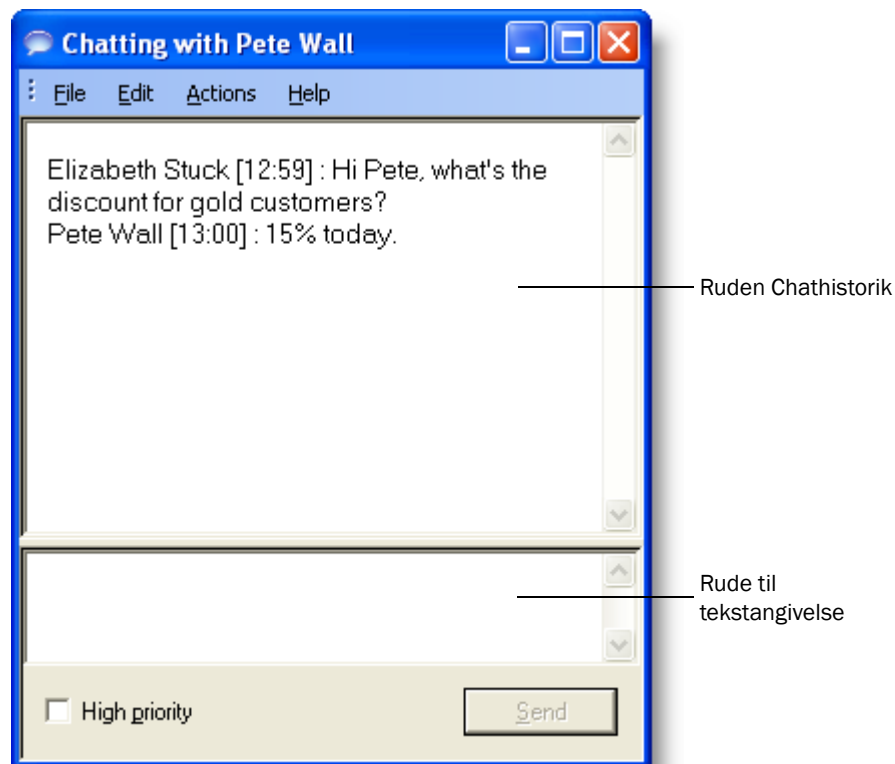 Chatting with Pete Wall
File Edit Actions Help
Elizabeth Stuck [12:59] : Hi Pete, what's the
discount for gold customers?
Pete Wall [13:00] : 15% today.
Ruden Chathistorik
Rude til
tekstangivelse
High priority
Send